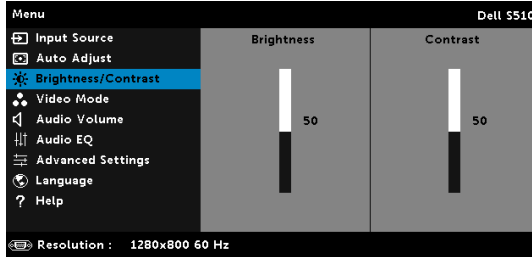 Menu
Dell S510
Input Source
Auto Adjust
Brightness/Contrast
Video Mode
Audio Volume
Audio EQ
Advanced Settings
Language
? Help
Brightness
Contrast
50
50
Resolution : 1280x800 60 Hz